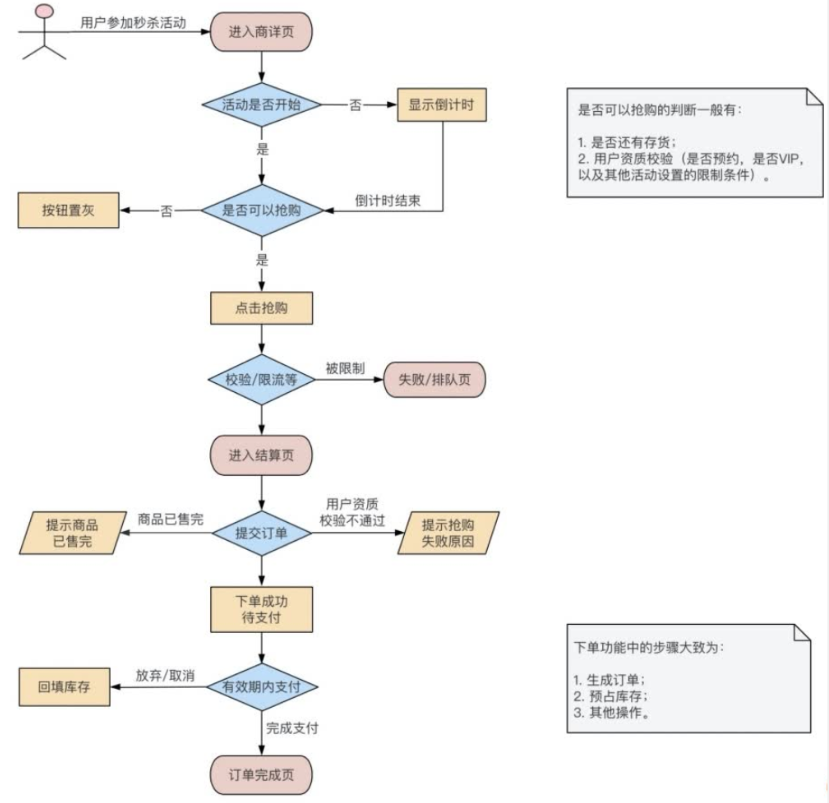 用户参加秒杀活动
进入商详页
活动是否开始
否
显示倒计时
是否可以抢购的判断一般有：
1. 是否还有存货；
2. 用户资质校验（是否预约，是否VIP，
以及其他活动设置的限制条件）。
是
倒计时结束
按钮置灰
否
是否可以抢购
是
点击抢购
校验/限流等
被限制
失败/排队页
进入结算页
提示商品
已售完
商品已售完
提交订单
用户资质
校验不通过
提示抢购
失败原因
下单成功
待支付
下单功能中的步骤大致为：
1. 生成订单；
2. 预占库存；
3. 其他操作。
回填库存
放弃/取消
有效期内支付
完成支付
订单完成页